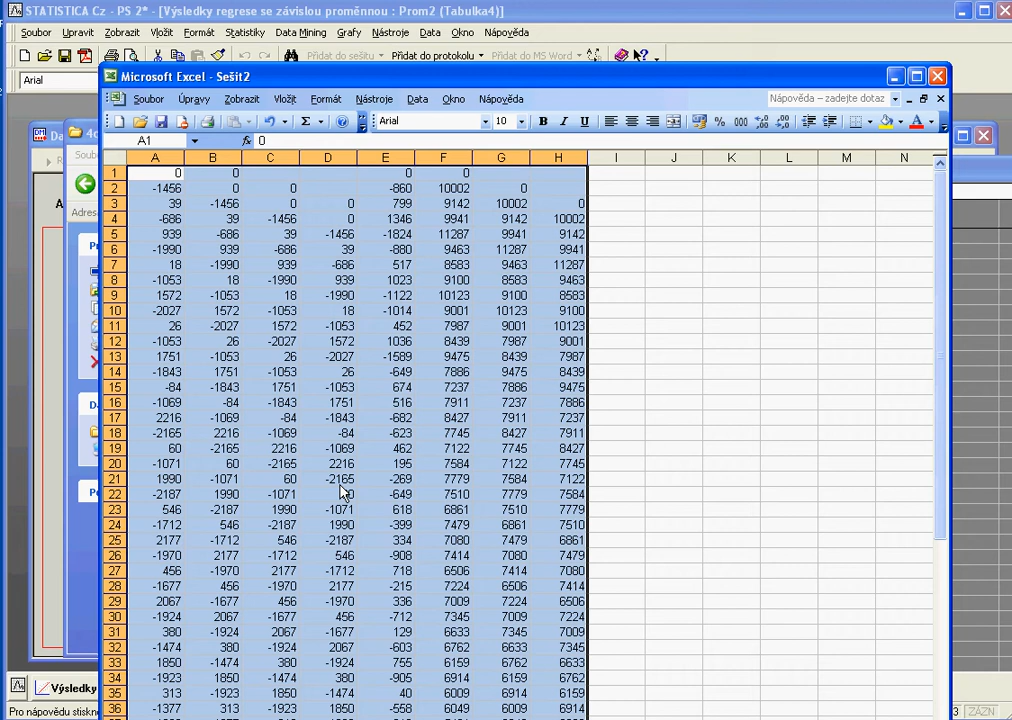 STATISTICA Cz - PS 2* - [Výsledky regrese se závislou proměnnou : Prom2 (Tabulka4)]
Soubor Upravit Zobrazit Vložit Formát Statistiky Data Mining Grafy Nástroje Data Okno Nápověda
Přidat do sešitu Přidat do protokolu Přidat do MS Word
Arial
Microsoft Excel - Sešit2
Soubor Úpravy Zobrazit Vložit Formát Nástroje Data Okno Nápověda Nápověda – zadejte dotaz
Arial 10 B I U % 000
A1 fx 0
A B C D E F G H I J K L M N
1 0 0 0 0
2 -1456 0 0 -860 10002 0
3 39 -1456 0 0 799 9142 10002 0
4 -686 39 -1456 0 1346 9941 9142 10002
5 939 -686 39 -1456 -1824 11287 9941 9142
6 -1990 939 -686 39 -880 9463 11287 9941
7 18 -1990 939 -686 517 8583 9463 11287
8 -1053 18 -1990 939 1023 9100 8583 9463
9 1572 -1053 18 -1990 -1122 10123 9100 8583
10 -2027 1572 -1053 18 -1014 9001 10123 9100
11 26 -2027 1572 -1053 452 7987 9001 10123
12 -1053 26 -2027 1572 1036 8439 7987 9001
13 1751 -1053 26 -2027 -1589 9475 8439 7987
14 -1843 1751 -1053 26 -649 7886 9475 8439
15 -84 -1843 1751 -1053 674 7237 7886 9475
16 -1069 -84 -1843 1751 516 7911 7237 7886
17 2216 -1069 -84 -1843 -682 8427 7911 7237
18 -2165 2216 -1069 -84 -623 7745 8427 7911
19 60 -2165 2216 -1069 462 7122 7745 8427
20 -1071 60 -2165 2216 195 7584 7122 7745
21 1990 -1071 60 -2165 -269 7779 7584 7122
22 -2187 1990 -1071 -649 7510 7779 7584
23 546 -2187 1990 -1071 618 6861 7510 7779
24 -1712 546 -2187 1990 -399 7479 6861 7510
25 2177 -1712 546 -2187 334 7080 7479 6861
26 -1970 2177 -1712 546 -908 7414 7080 7479
27 456 -1970 2177 -1712 718 6506 7414 7080
28 -1677 456 -1970 2177 -215 7224 6506 7414
29 2067 -1677 456 -1970 336 7009 7224 6506
30 -1924 2067 -1677 456 -712 7345 7009 7224
31 380 -1924 2067 -1677 129 6633 7345 7009
32 -1474 380 -1924 2067 -603 6762 6633 7345
33 1850 -1474 380 -1924 755 6159 6762 6633
34 -1923 1850 -1474 380 -905 6914 6159 6762
35 313 -1923 1850 -1474 40 6009 6914 6159
36 -1377 313 -1923 1850 -558 6049 6009 6914
Výsledky
Pro nápovědu stiskn
ZÁZN